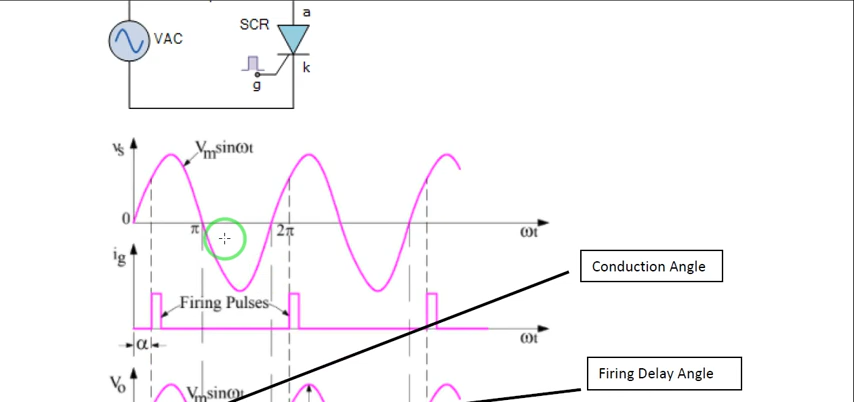 a
SCR
VAC
k
g
vs
Vmsinωt
0
π
2π
ωt
ig
Firing Pulses
ωt
α
Vo
Vmsinωt
Conduction Angle
Firing Delay Angle